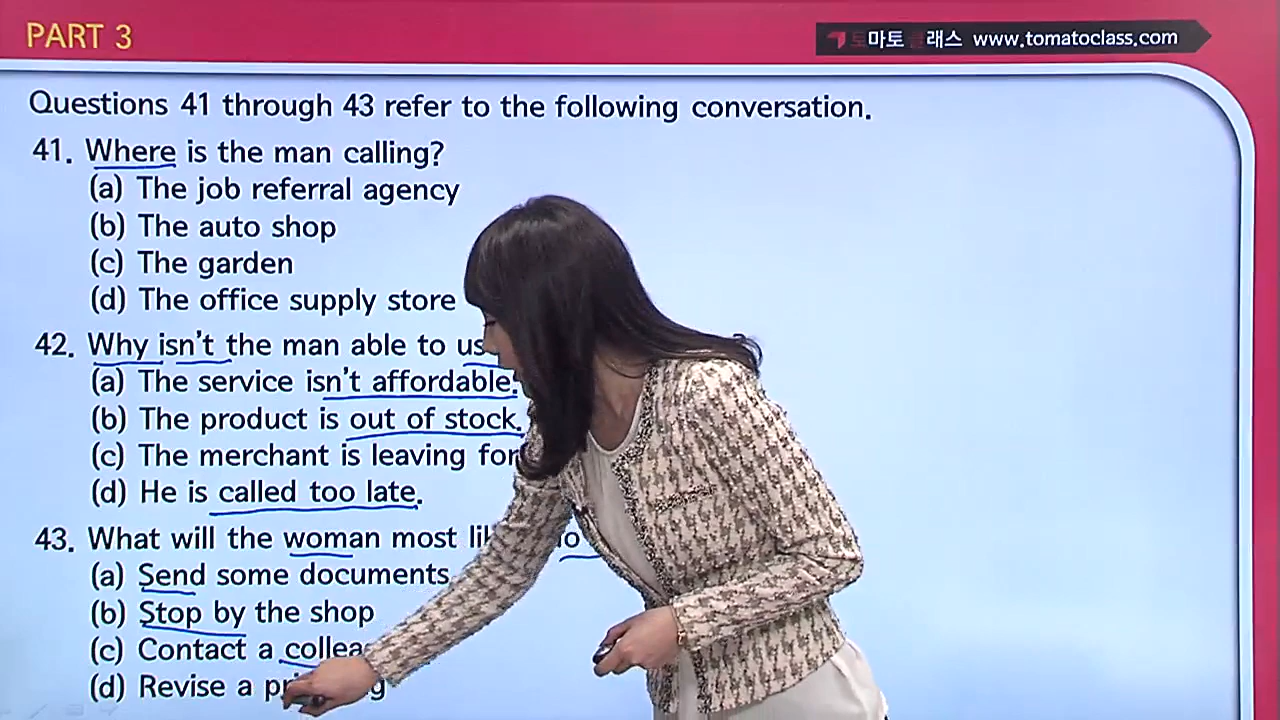 PART 3
토마토클래스 www.tomatoclass.com
Questions 41 through 43 refer to the following conversation.
41. Where is the man calling?
(a) The job referral agency
(b) The auto shop
(c) The garden
(d) The office supply store
42. Why isn't the man able to
(a) The service isn't affordable.
(b) The product is out of stock.
(c) The merchant is leaving for
(d) He is called too late.
43. What will the woman most
(a) Send some documents
(b) Stop by the shop
(c) Contact a
(d) Revise a